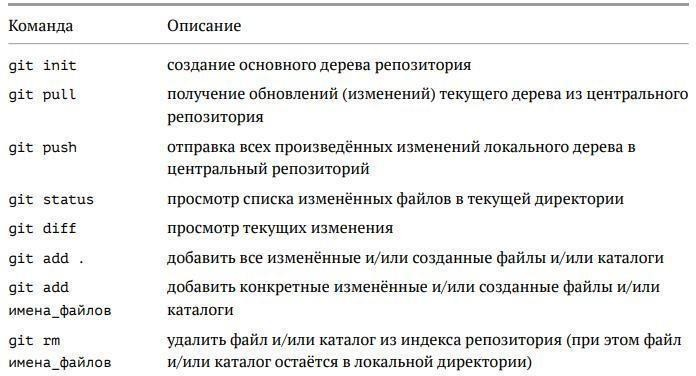 Команда Описание
git init создание основного дерева репозитория
git pull получение обновлений (изменений) текущего дерева из центрального
репозитория
git push отправка всех произведённых изменений локального дерева в
центральный репозиторий
git status просмотр списка изменённых файлов в текущей директории
git diff просмотр текущих изменения
git add . добавить все изменённые и/или созданные файлы и/или каталоги
git add добавить конкретные изменённые и/или созданные файлы и/или
имена_файлов каталоги
git rm удалить файл и/или каталог из индекса репозитория (при этом файл
имена_файлов и/или каталог остаётся в локальной директории)